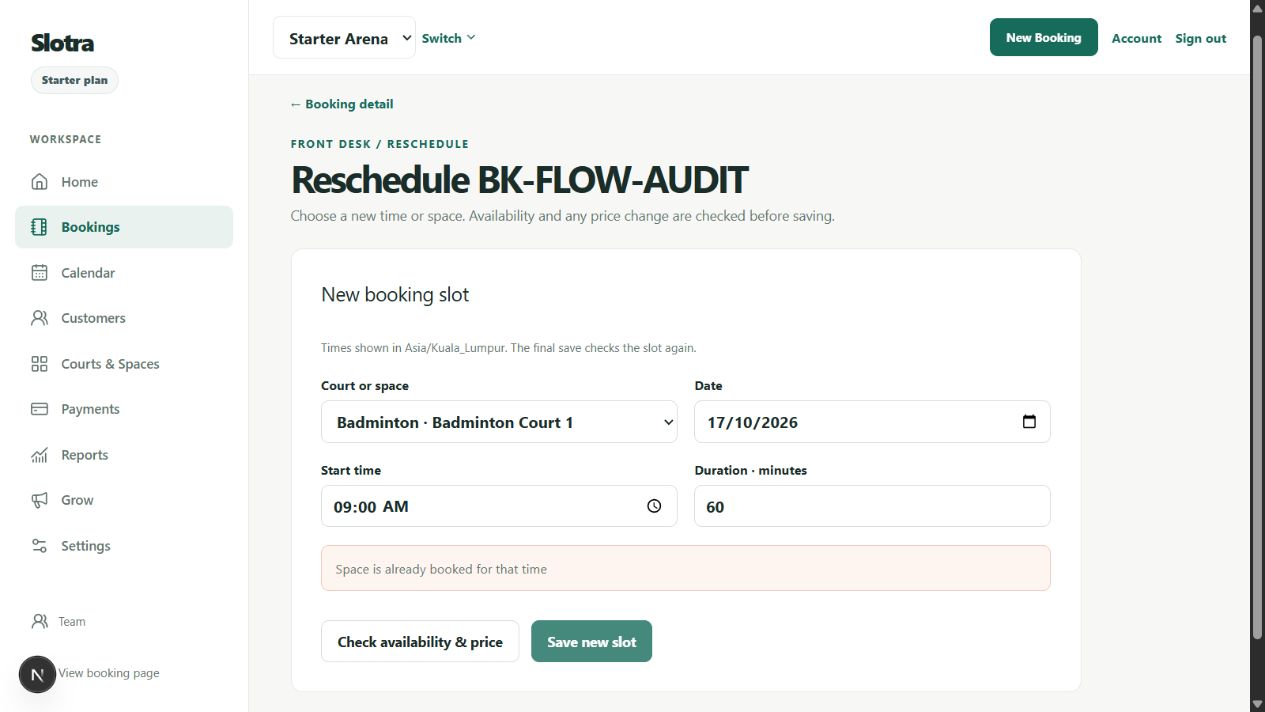 Slotra
Starter plan
WORKSPACE
Home
Bookings
Calendar
Customers
Courts & Spaces
Payments
Reports
Grow
Settings
Team
N
View booking page
Starter Arena
Switch
New Booking
Account
Sign out
← Booking detail
FRONT DESK / RESCHEDULE
Reschedule BK-FLOW-AUDIT
Choose a new time or space. Availability and any price change are checked before saving.
New booking slot
Times shown in Asia/Kuala_Lumpur. The final save checks the slot again.
Court or space
Badminton · Badminton Court 1
Date
17/10/2026
Start time
09:00 AM
Duration · minutes
60
Space is already booked for that time
Check availability & price
Save new slot